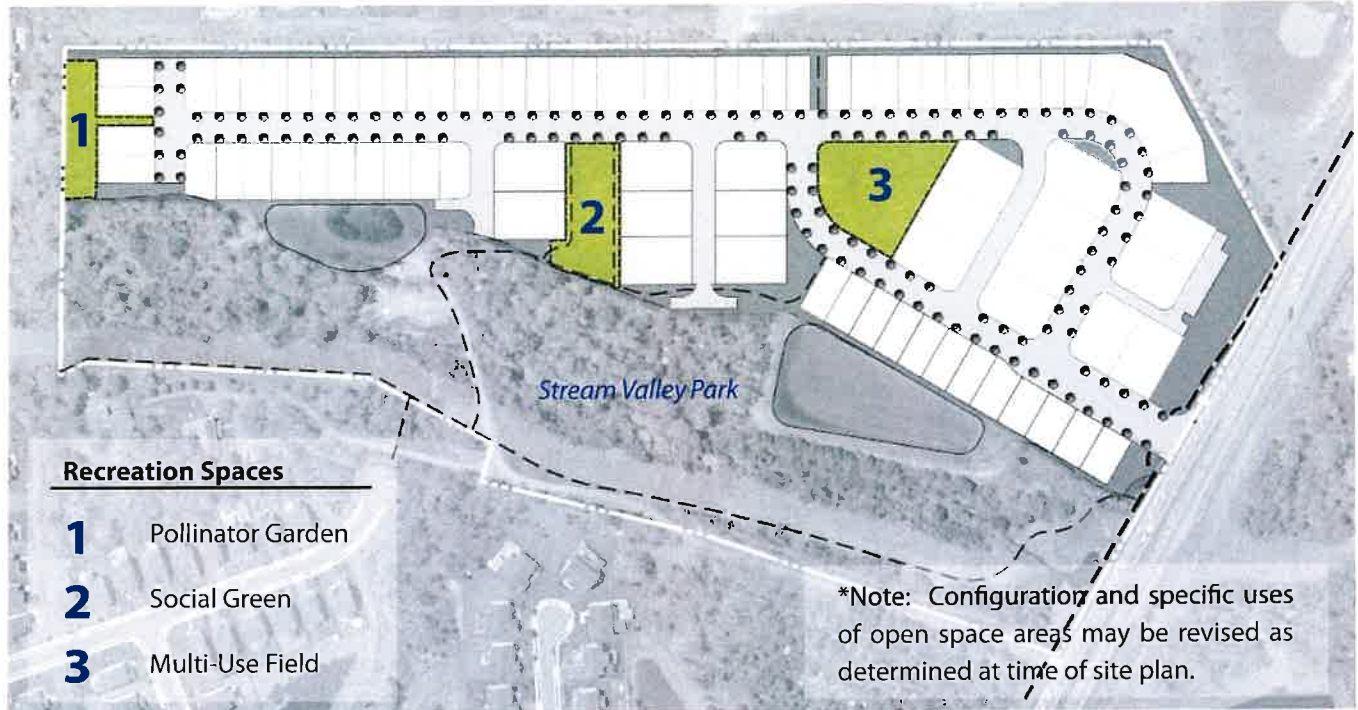 1
2
3
Stream Valley Park
Recreation Spaces
1 Pollinator Garden
2 Social Green
3 Multi-Use Field
*Note: Configuration and specific uses
of open space areas may be revised as
determined at time of site plan.